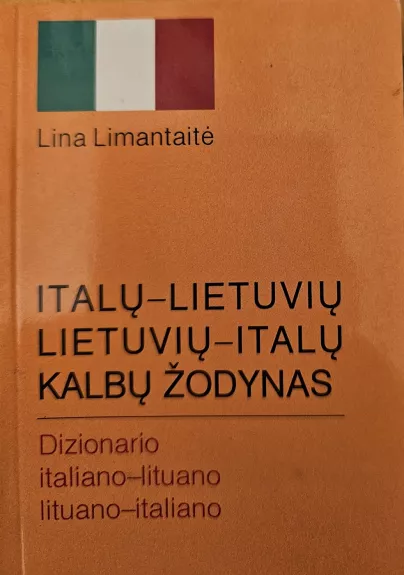 Lina Limantaitė
ITALŲ–LIETUVIŲ
LIETUVIŲ–ITALŲ
KALBŲ ŽODYNAS
Dizionario
italiano–lituano
lituano–italiano